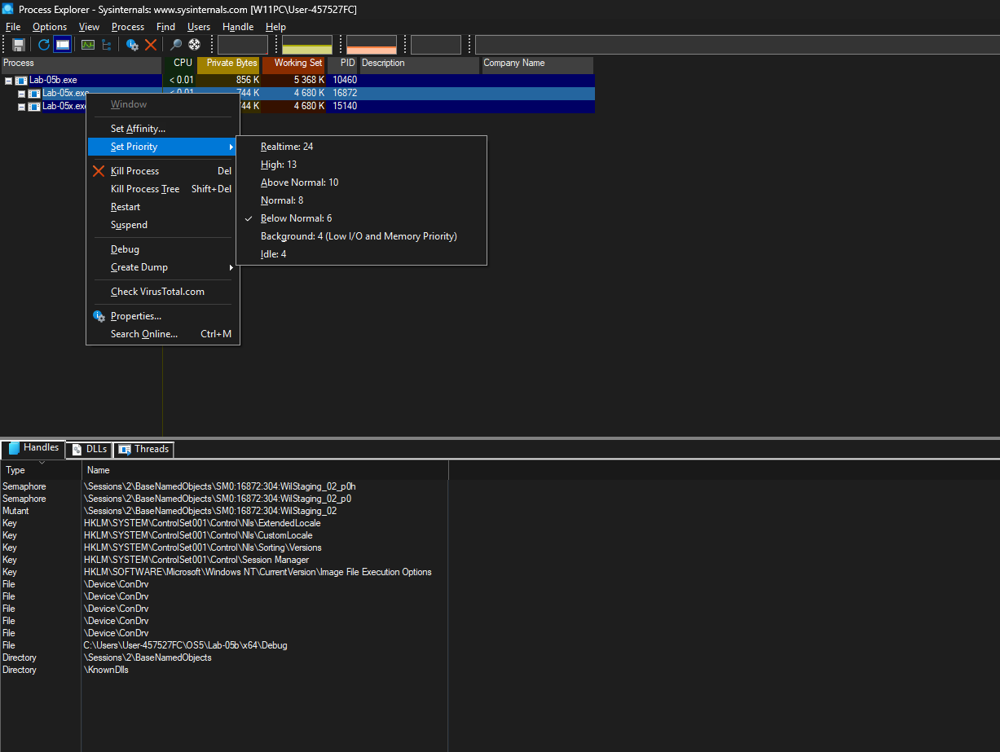 Process Explorer - Sysinternals: www.sysinternals.com [W11PC\User-457527FC]
File Options View Process Find Users Handle Help
Process CPU Private Bytes Working Set PID Description Company Name
Lab-05b.exe < 0.01 856 K 5 368 K 10460
Lab-05x.exe < 0.01 744 K 4 680 K 16872
Lab-05x.exe 744 K 4 680 K 15140
Window
Set Affinity...
Set Priority
Realtime: 24
High: 13
Above Normal: 10
Normal: 8
Below Normal: 6
Background: 4 (Low I/O and Memory Priority)
Idle: 4
Kill Process Del
Kill Process Tree Shift+Del
Restart
Suspend
Debug
Create Dump
Check VirusTotal.com
Properties...
Search Online... Ctrl+M
Handles DLLs Threads
Type Name
Semaphore \Sessions\2\BaseNamedObjects\SM0:16872:304:WilStaging_02_p0h
Semaphore \Sessions\2\BaseNamedObjects\SM0:16872:304:WilStaging_02_p0
Mutant \Sessions\2\BaseNamedObjects\SM0:16872:304:WilStaging_02
Key HKLM\SYSTEM\ControlSet001\Control\Nls\ExtendedLocale
Key HKLM\SYSTEM\ControlSet001\Control\Nls\CustomLocale
Key HKLM\SYSTEM\ControlSet001\Control\Nls\Sorting\Versions
Key HKLM\SYSTEM\ControlSet001\Control\Session Manager
Key HKLM\SOFTWARE\Microsoft\Windows NT\CurrentVersion\Image File Execution Options
File \Device\ConDrv
File \Device\ConDrv
File \Device\ConDrv
File \Device\ConDrv
File \Device\ConDrv
File C:\Users\User-457527FC\OS5\Lab-05b\x64\Debug
Directory \Sessions\2\BaseNamedObjects
Directory \KnownDlls